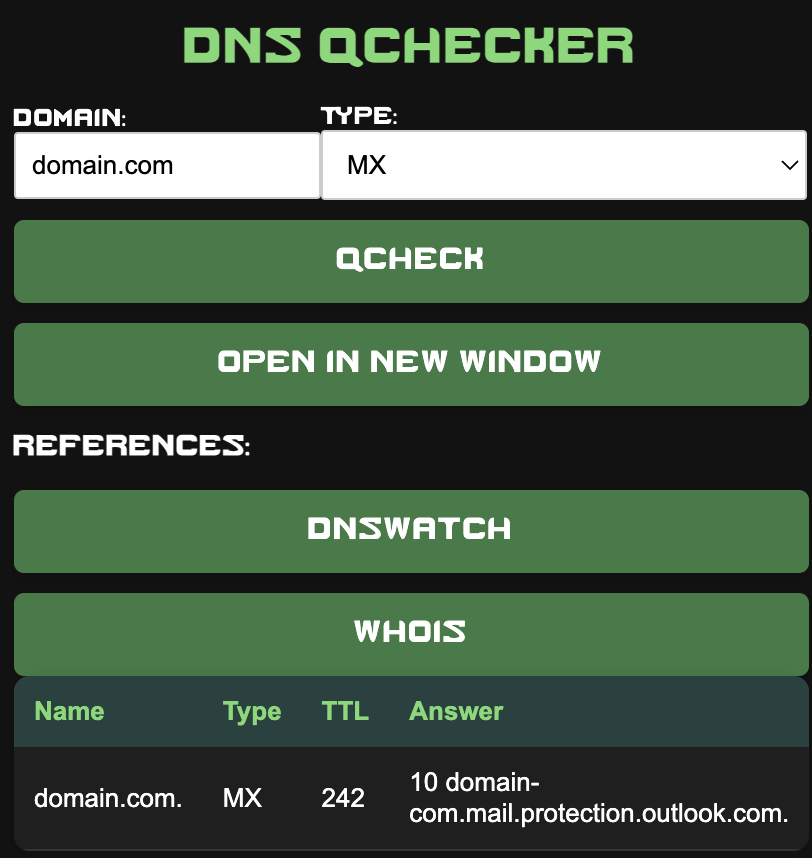 DNS QCHECKER
DOMAIN: TYPE:
domain.com MX
QCHECK
OPEN IN NEW WINDOW
REFERENCES:
DNSWATCH
WHOIS
Name Type TTL Answer
domain.com. MX 242 10 domain-
com.mail.protection.outlook.com.